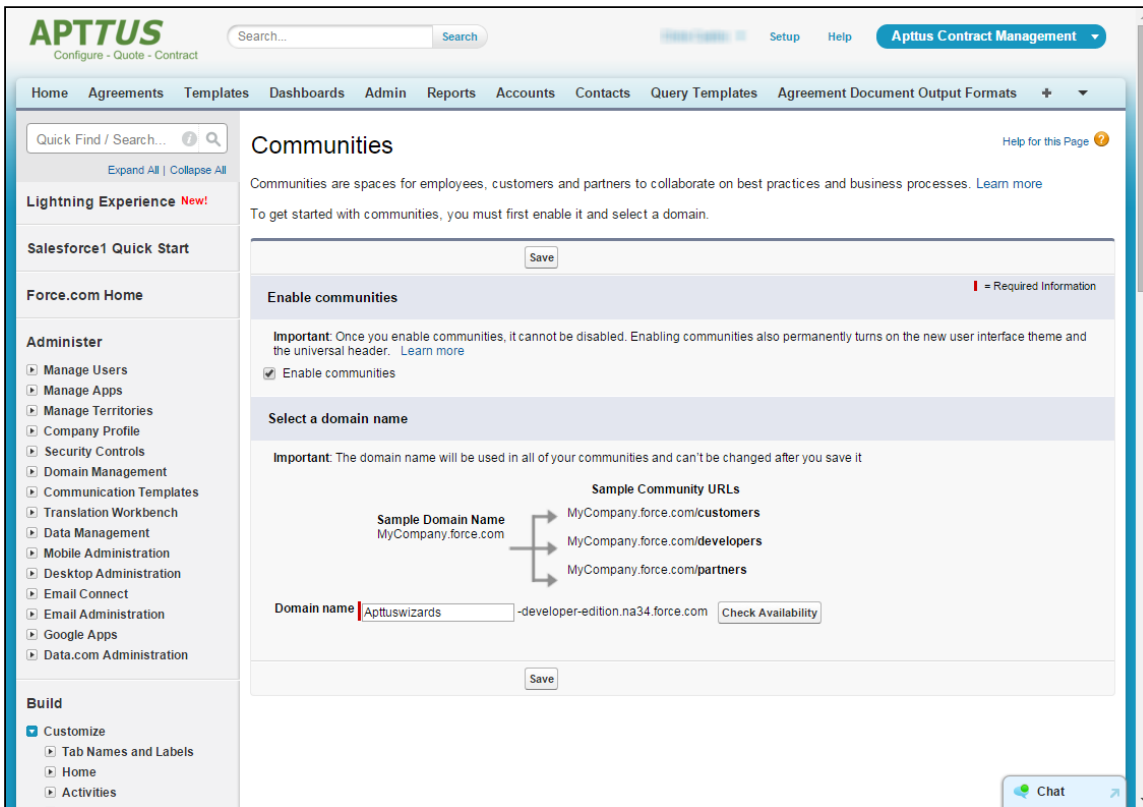 APTTUS
Configure - Quote - Contract
Search...
Search
Setup
Help
Apttus Contract Management
Home
Agreements
Templates
Dashboards
Admin
Reports
Accounts
Contacts
Query Templates
Agreement Document Output Formats
+
Quick Find / Search...
Expand All | Collapse All
Lightning Experience New!
Salesforce1 Quick Start
Force.com Home
Administer
Manage Users
Manage Apps
Manage Territories
Company Profile
Security Controls
Domain Management
Communication Templates
Translation Workbench
Data Management
Mobile Administration
Desktop Administration
Email Connect
Email Administration
Google Apps
Data.com Administration
Build
Customize
Tab Names and Labels
Home
Activities
Communities
Help for this Page
Communities are spaces for employees, customers and partners to collaborate on best practices and business processes. Learn more
To get started with communities, you must first enable it and select a domain.
Save
Enable communities
= Required Information
Important: Once you enable communities, it cannot be disabled. Enabling communities also permanently turns on the new user interface theme and
the universal header. Learn more
Enable communities
Select a domain name
Important: The domain name will be used in all of your communities and can't be changed after you save it
Sample Community URLs
Sample Domain Name
MyCompany.force.com
MyCompany.force.com/customers
MyCompany.force.com/developers
MyCompany.force.com/partners
Domain name
Apttuswizards
-developer-edition.na34.force.com
Check Availability
Save
Chat